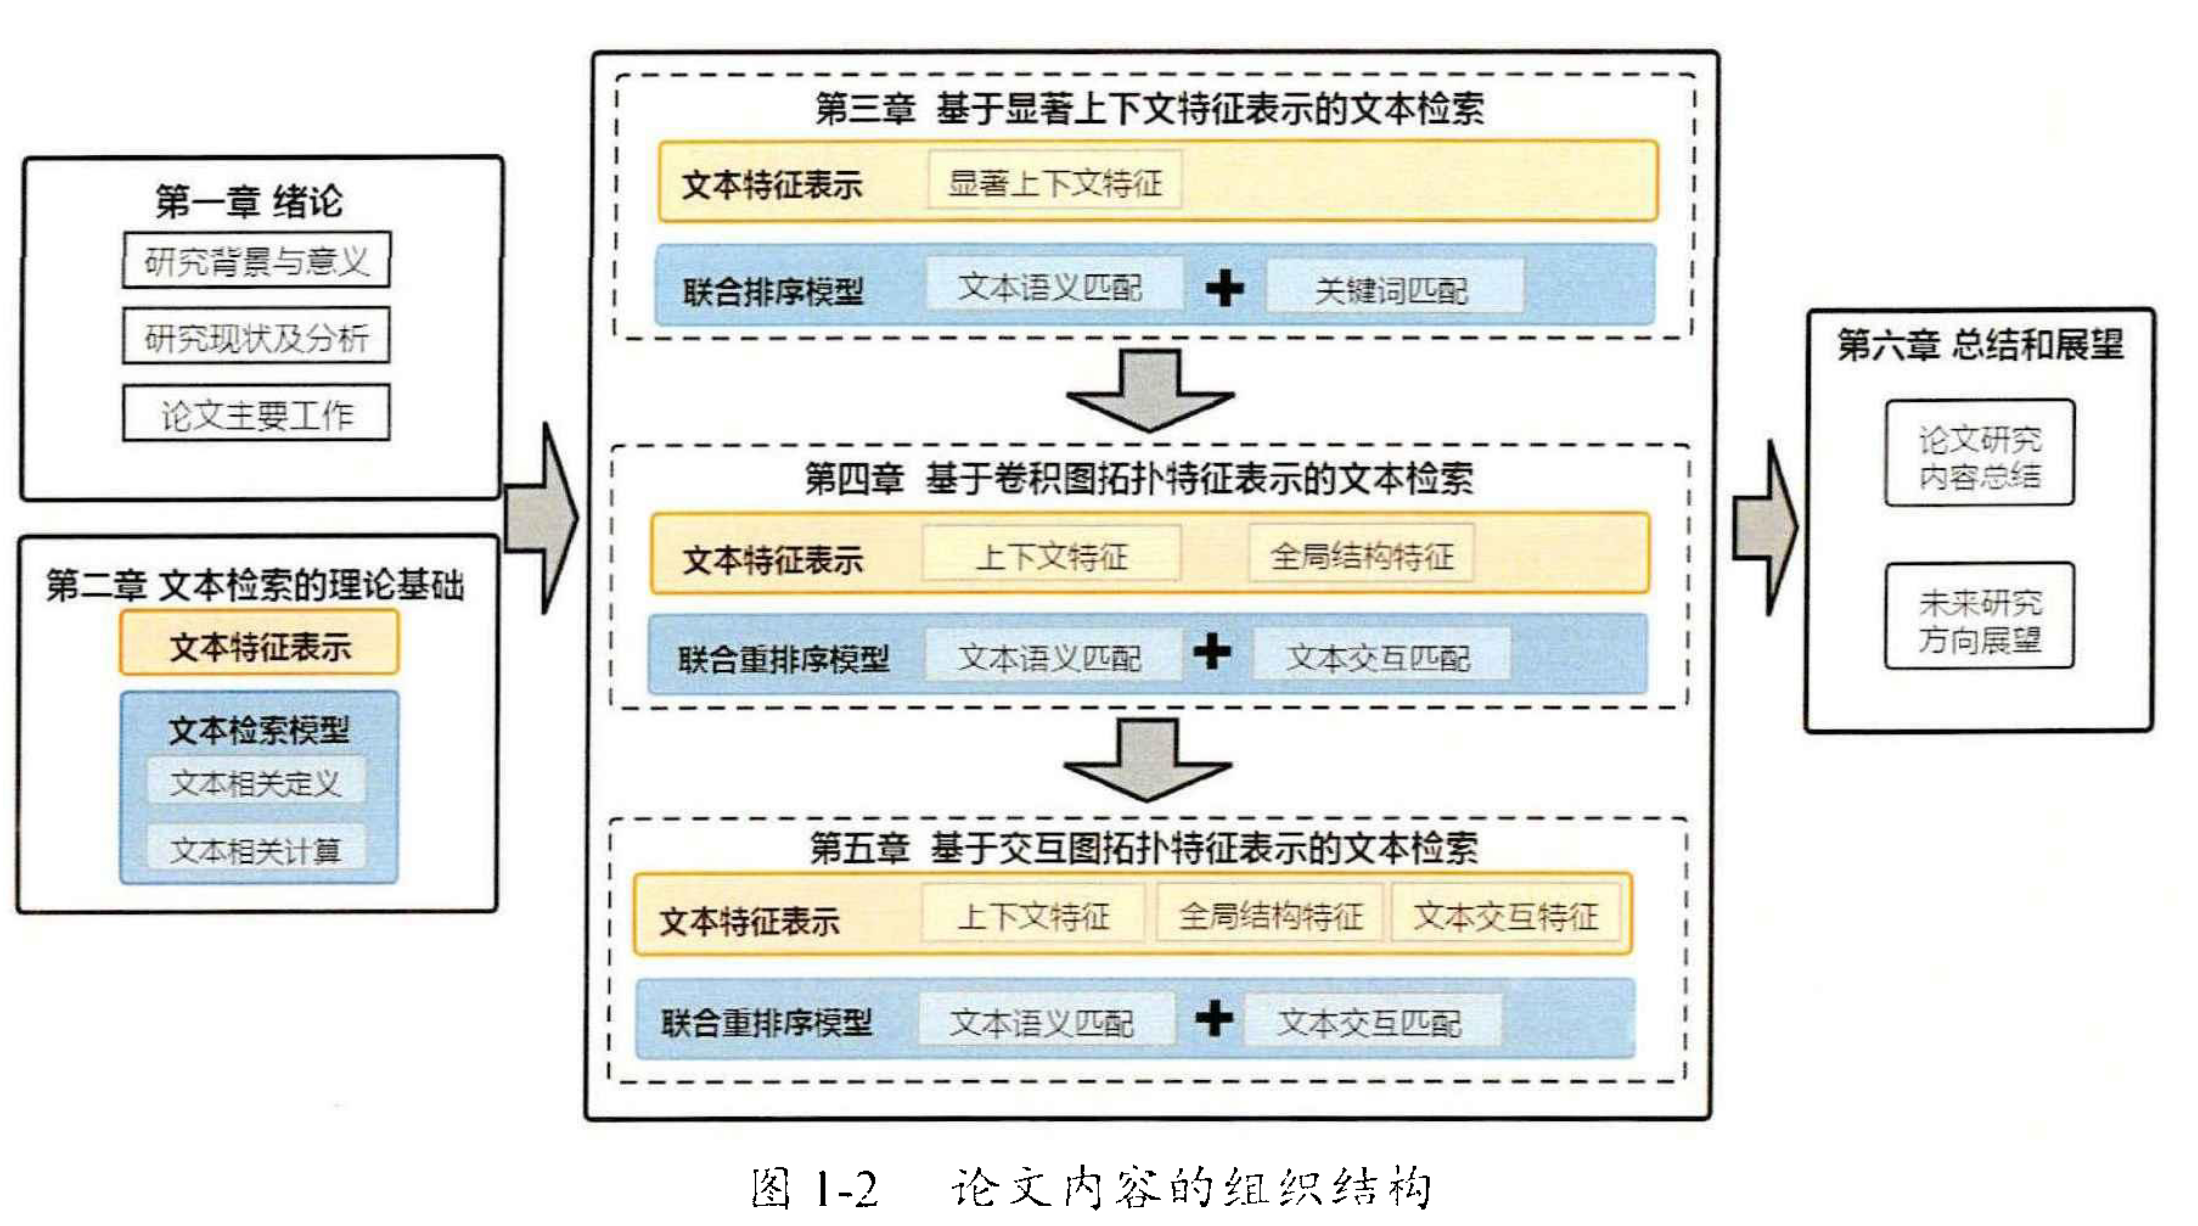 第一章 绪论
研究背景与意义
研究现状及分析
论文主要工作
第二章 文本检索的理论基础
文本特征表示
文本检索模型
文本相关定义
文本相关计算
第三章 基于显著上下文特征表示的文本检索
文本特征表示 显著上下文特征
联合排序模型 文本语义匹配 + 关键词匹配
第四章 基于卷积图拓扑特征表示的文本检索
文本特征表示 上下文特征 全局结构特征
联合重排序模型 文本语义匹配 + 文本交互匹配
第五章 基于交互图拓扑特征表示的文本检索
文本特征表示 上下文特征 全局结构特征 文本交互特征
联合重排序模型 文本语义匹配 + 文本交互匹配
第六章 总结和展望
论文研究
内容总结
未来研究
方向展望
图 1-2 论文内容的组织结构